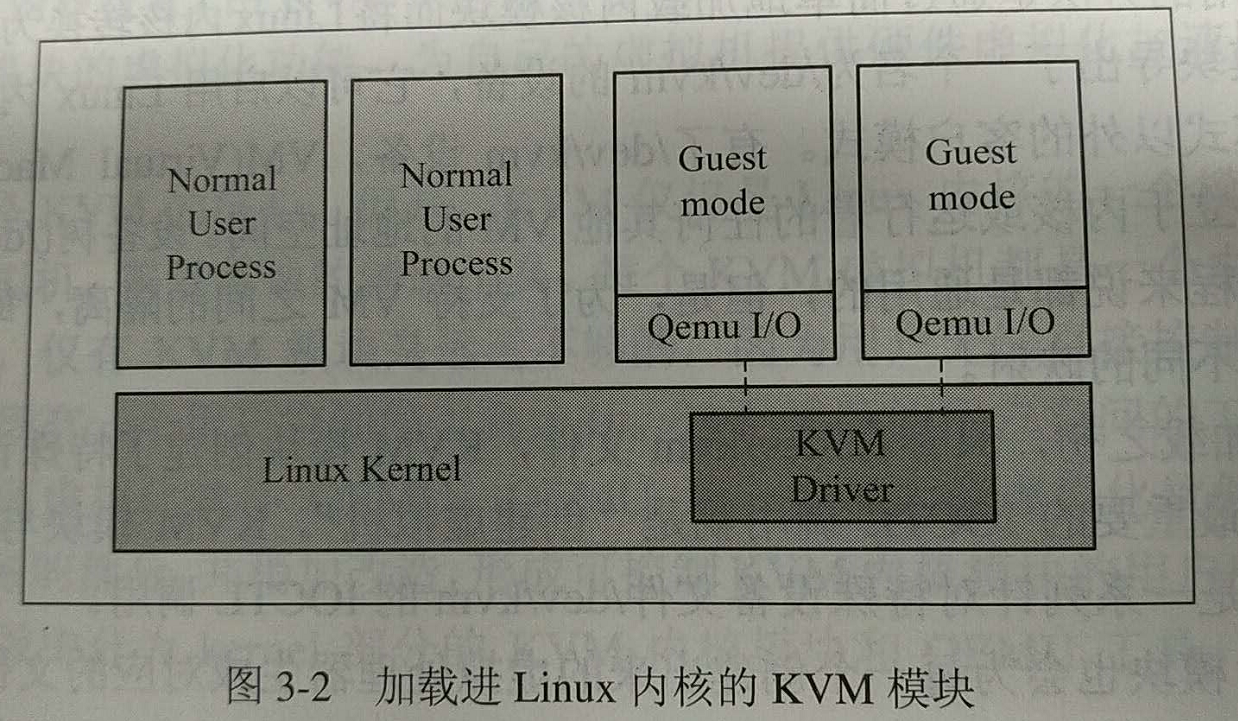 Normal
User
Process
Normal
User
Process
Guest
mode
Guest
mode
Qemu I/O
Qemu I/O
Linux Kernel
KVM
Driver
图 3-2 加载进 Linux 内核的 KVM 模块